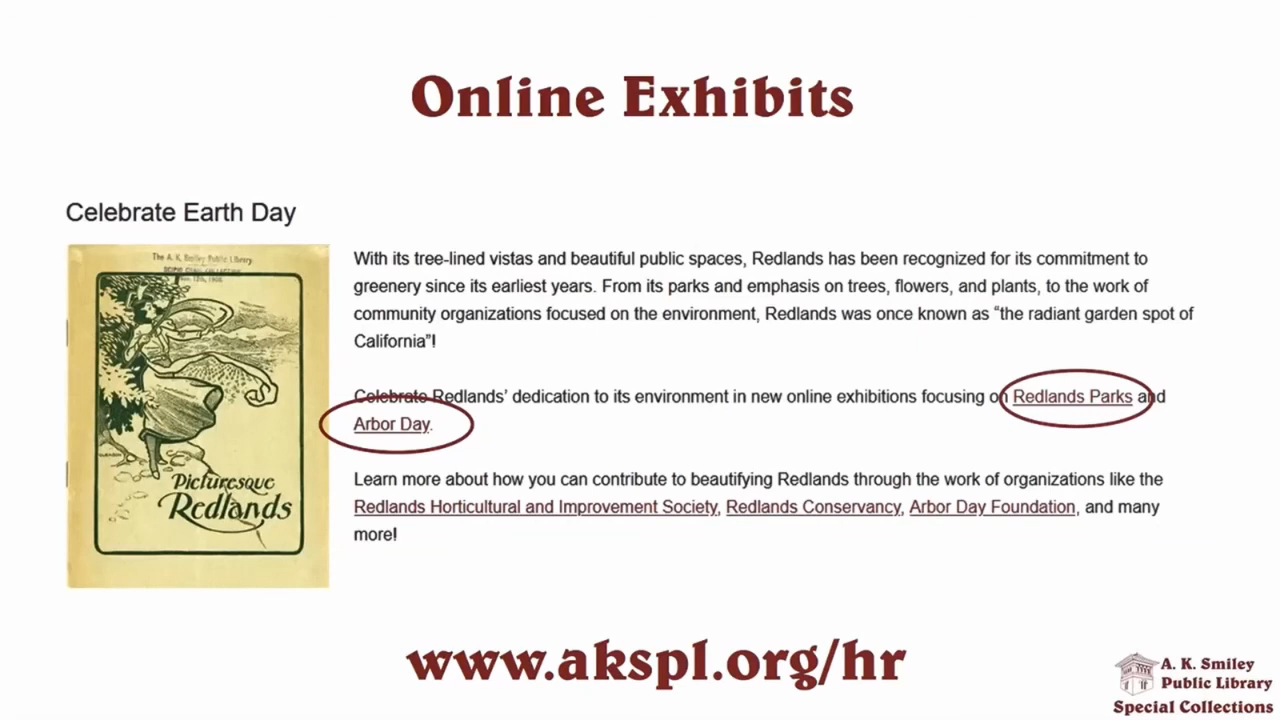 Online Exhibits
Celebrate Earth Day
The A. K. Smiley Public Library
Picturesque
Redlands
With its tree-lined vistas and beautiful public spaces, Redlands has been recognized for its commitment to
greenery since its earliest years. From its parks and emphasis on trees, flowers, and plants, to the work of
community organizations focused on the environment, Redlands was once known as “the radiant garden spot of
California”!
Celebrate Redlands’ dedication to its environment in new online exhibitions focusing on Redlands Parks and
Arbor Day.
Learn more about how you can contribute to beautifying Redlands through the work of organizations like the
Redlands Horticultural and Improvement Society, Redlands Conservancy, Arbor Day Foundation, and many
more!
www.akspl.org/hr
A. K. Smiley
Public Library
Special Collections